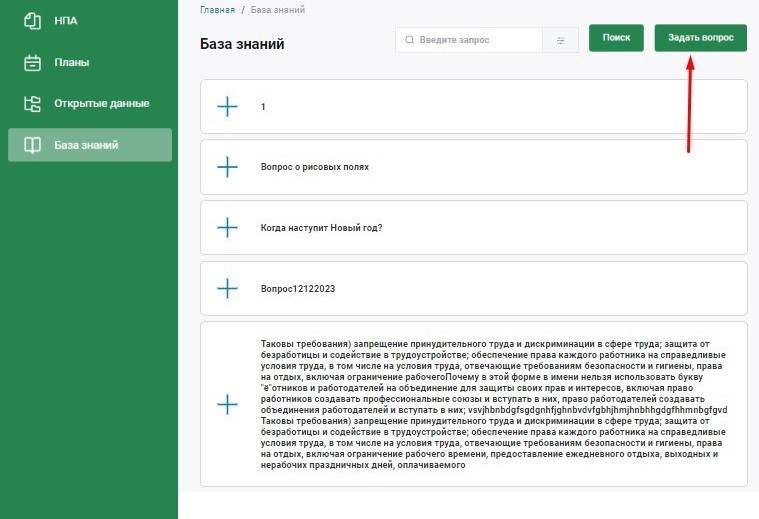 НПА
Планы
Открытые данные
База знаний
Главная / База знаний
База знаний
Введите запрос
Поиск
Задать вопрос
1
Вопрос о рисовых полях
Когда наступит Новый год?
Вопрос12122023
Таковы требования) запрещение принудительного труда и дискриминации в сфере труда; защита от
безработицы и содействие в трудоустройстве; обеспечение права каждого работника на справедливые
условия труда, в том числе на условия труда, отвечающие требованиям безопасности и гигиены, права
на отдых, включая ограничение рабочегоПочему в этой форме в имени нельзя использовать букву
"ё"отников и работодателей на объединение для защиты своих прав и интересов, включая право
работников создавать профессиональные союзы и вступать в них, право работодателей создавать
объединения работодателей и вступать в них; vsvjhbnbdgfsgdgnhfjghnbvdvfgbhjhmjhnbhhgdgfhhmnbgfgvd
Таковы требования) запрещение принудительного труда и дискриминации в сфере труда; защита от
безработицы и содействие в трудоустройстве; обеспечение права каждого работника на справедливые
условия труда, в том числе на условия труда, отвечающие требованиям безопасности и гигиены, права
на отдых, включая ограничение рабочего времени, предоставление ежедневного отдыха, выходных и
нерабочих праздничных дней, оплачиваемого